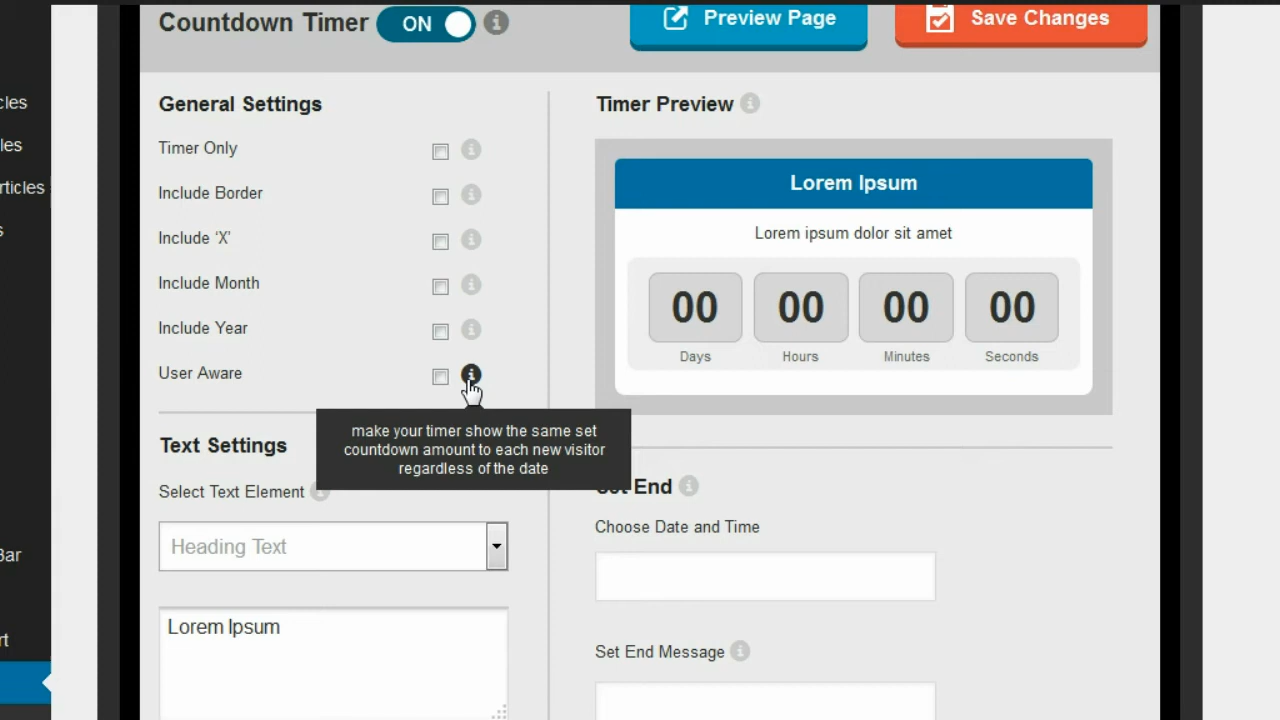 Countdown Timer ON
Preview Page
Save Changes
cles
les
rticles
s
Bar
rt
General Settings
Timer Only
Include Border
Include ‘X’
Include Month
Include Year
User Aware
make your timer show the same set
countdown amount to each new visitor
regardless of the date
Text Settings
Select Text Element
Heading Text
Lorem Ipsum
Timer Preview
Lorem Ipsum
Lorem ipsum dolor sit amet
00 00 00 00
Days Hours Minutes Seconds
End
Choose Date and Time
Set End Message